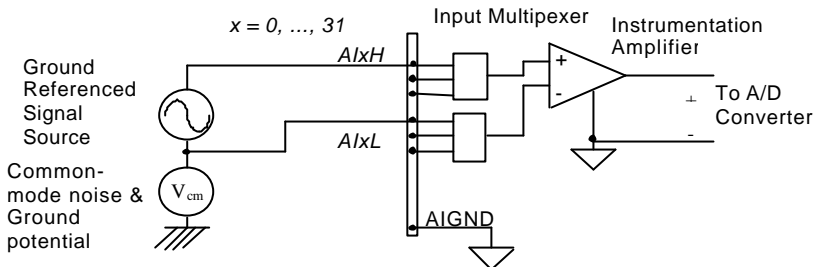 x = 0, ..., 31
Input Multipexer
Instrumentation
Amplifier
AIxH
Ground
Referenced
Signal
Source
+
-
+
-
To A/D
Converter
AIxL
Common-
mode noise &
Ground
potential
Vcm
AIGND